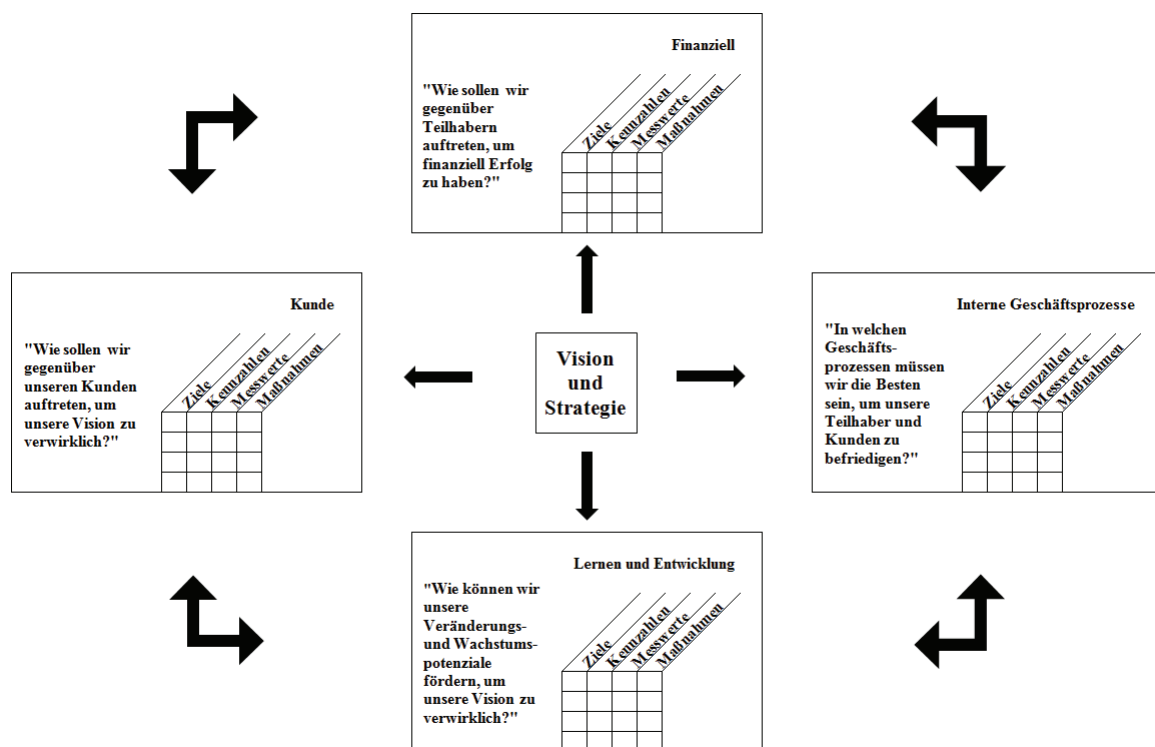 Finanziell
"Wie sollen wir
gegenüber
Teilhabern
auftreten, um
finanziell Erfolg
zu haben?"
Ziele
Kennzahlen
Messwerte
Maßnahmen
Kunde
"Wie sollen wir
gegenüber
unseren Kunden
auftreten, um
unsere Vision zu
verwirklich?"
Ziele
Kennzahlen
Messwerte
Maßnahmen
Vision
und
Strategie
Interne Geschäftsprozesse
"In welchen
Geschäfts-
prozessen müssen
wir die Besten
sein, um unsere
Teilhaber und
Kunden zu
befriedigen?"
Ziele
Kennzahlen
Messwerte
Maßnahmen
Lernen und Entwicklung
"Wie können wir
unsere
Veränderungs-
und Wachstums-
potenziale
fördern, um
unsere Vision zu
verwirklich?"
Ziele
Kennzahlen
Messwerte
Maßnahmen